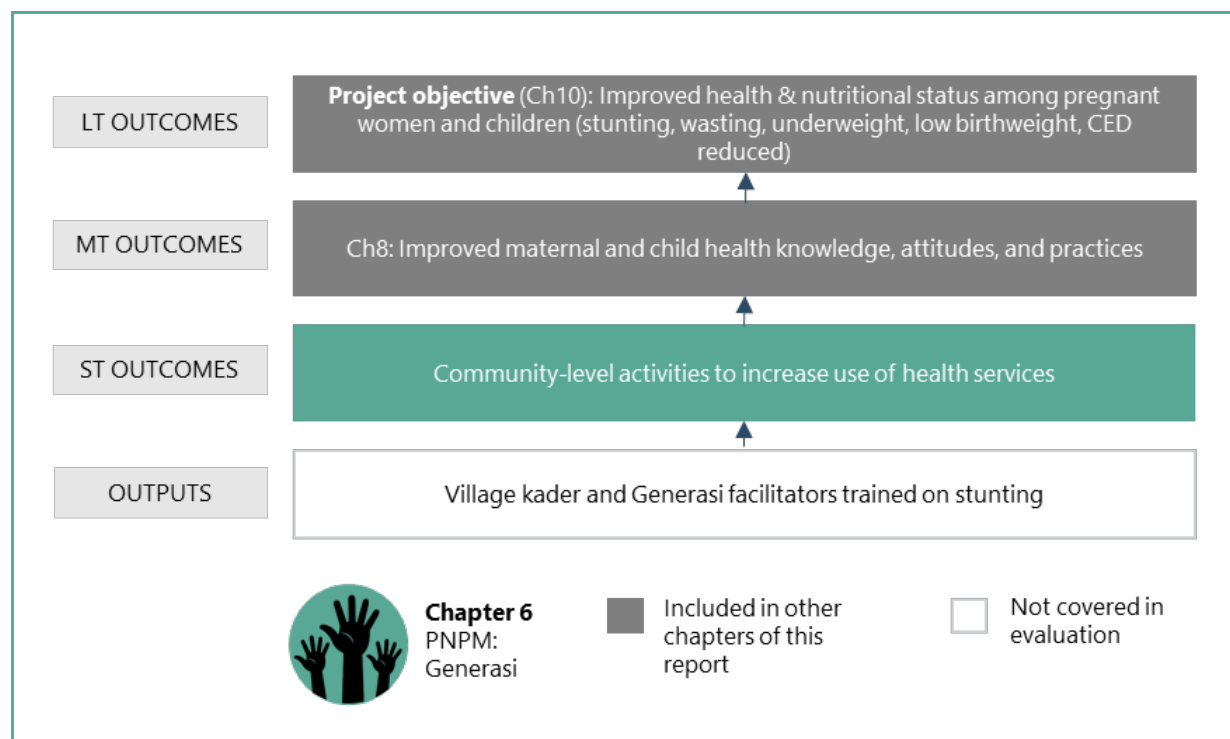 LT OUTCOMES
Project objective (Ch10): Improved health & nutritional status among pregnant
women and children (stunting, wasting, underweight, low birthweight, CED
reduced)
MT OUTCOMES
Ch8: Improved maternal and child health knowledge, attitudes, and practices
ST OUTCOMES
Community-level activities to increase use of health services
OUTPUTS
Village kader and Generasi facilitators trained on stunting
Chapter 6
PNPM:
Generasi
Included in other
chapters of this
report
Not covered in
evaluation